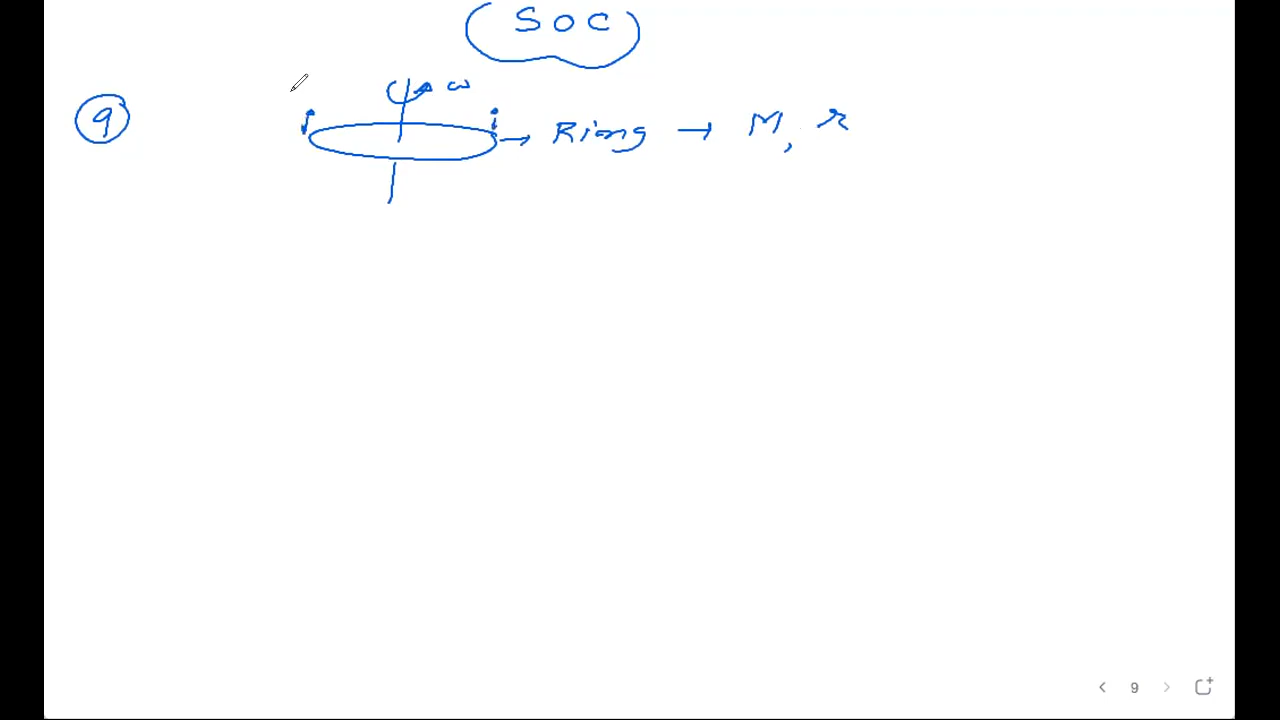 SOC
ω
9 Ring → M, r
9